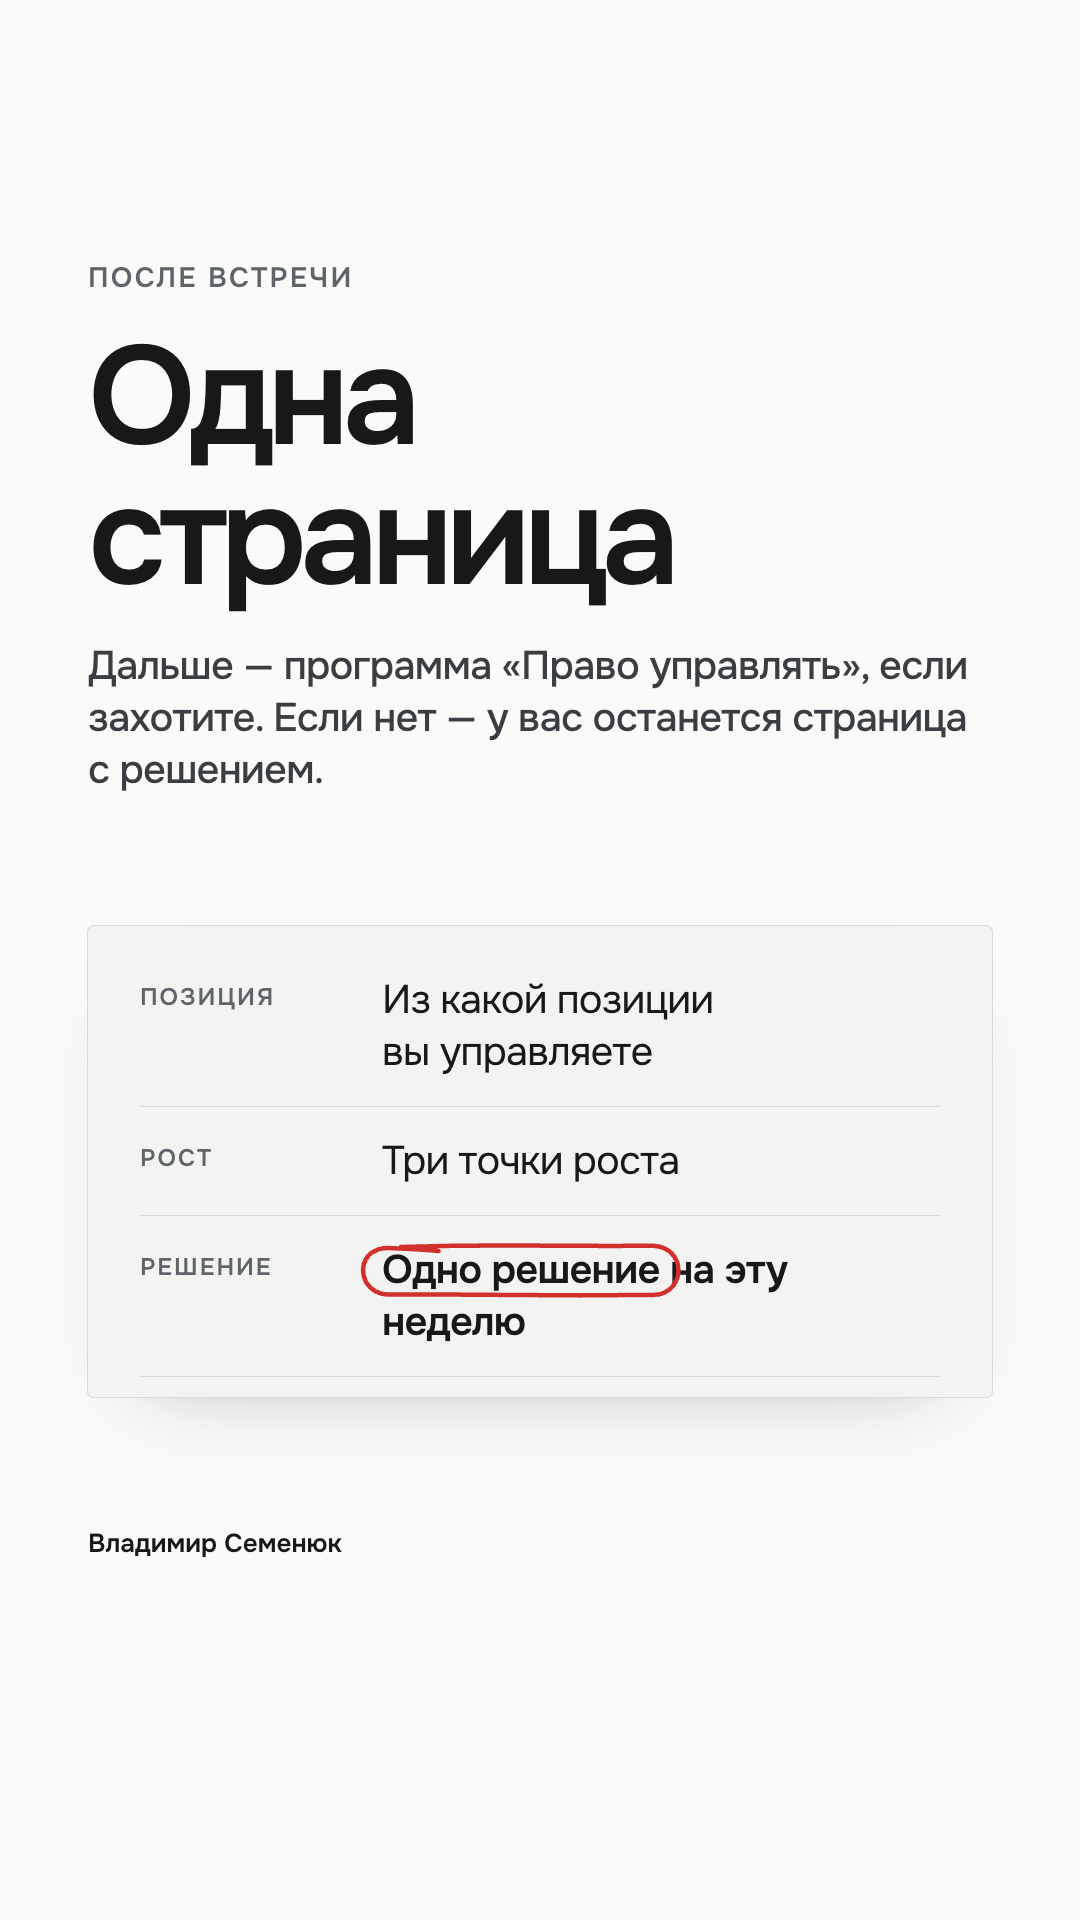 ПОСЛЕ ВСТРЕЧИ
Одна
страница
Дальше — программа «Право управлять», если
захотите. Если нет — у вас останется страница
с решением.
ПОЗИЦИЯ
Из какой позиции
вы управляете
РОСТ
Три точки роста
РЕШЕНИЕ
Одно решение на эту
неделю
Владимир Семенюк